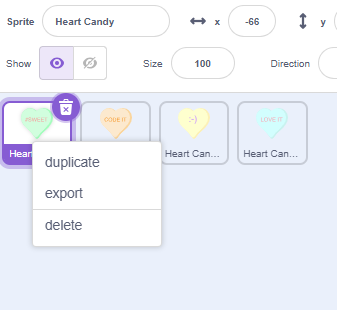 Sprite Heart Candy x -66 y
Show Size 100 Direction
SWEET CODE IT :-) LOVE IT
Heart Heart Can... Heart Can...
duplicate
export
delete